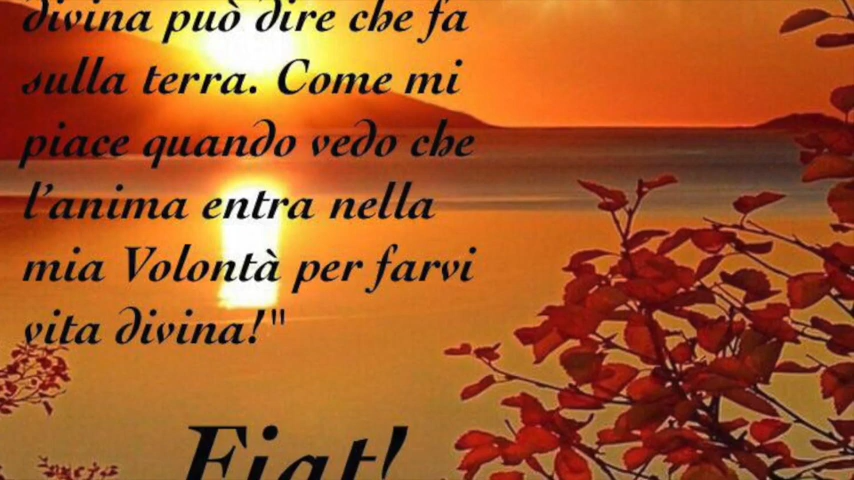 divina può dire che fa
sulla terra. Come mi
piace quando vedo che
l'anima entra nella
mia Volontà per farvi
vita divina!"
Fiat!